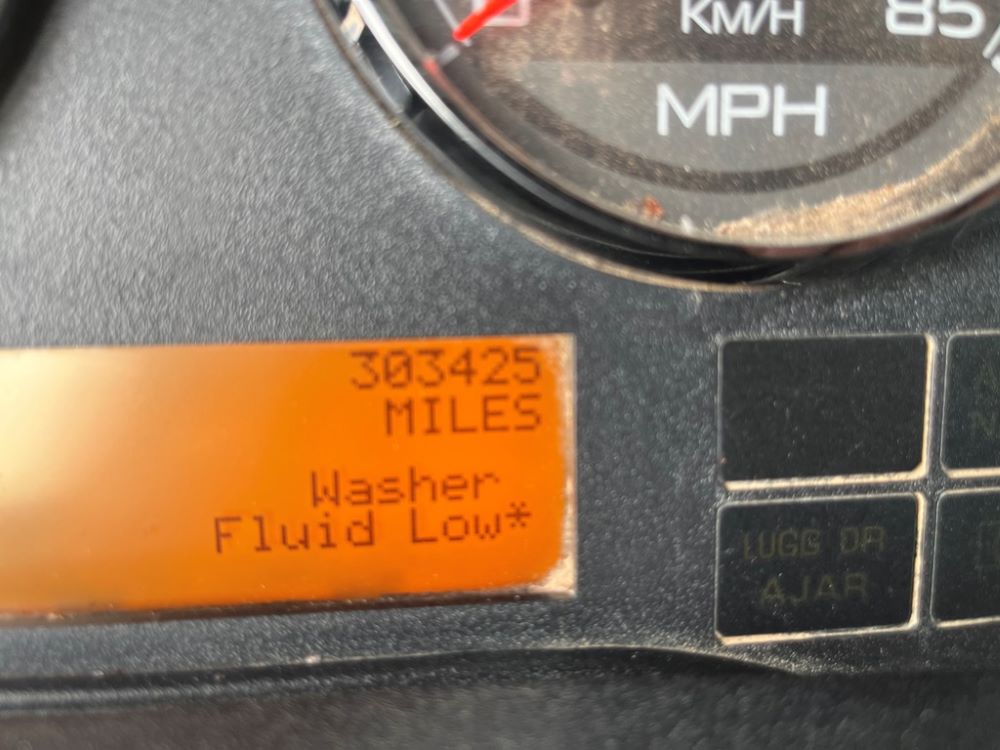 KM/H
85
MPH
303425
MILES
Washer
Fluid Low*
LUGG DR
AJAR